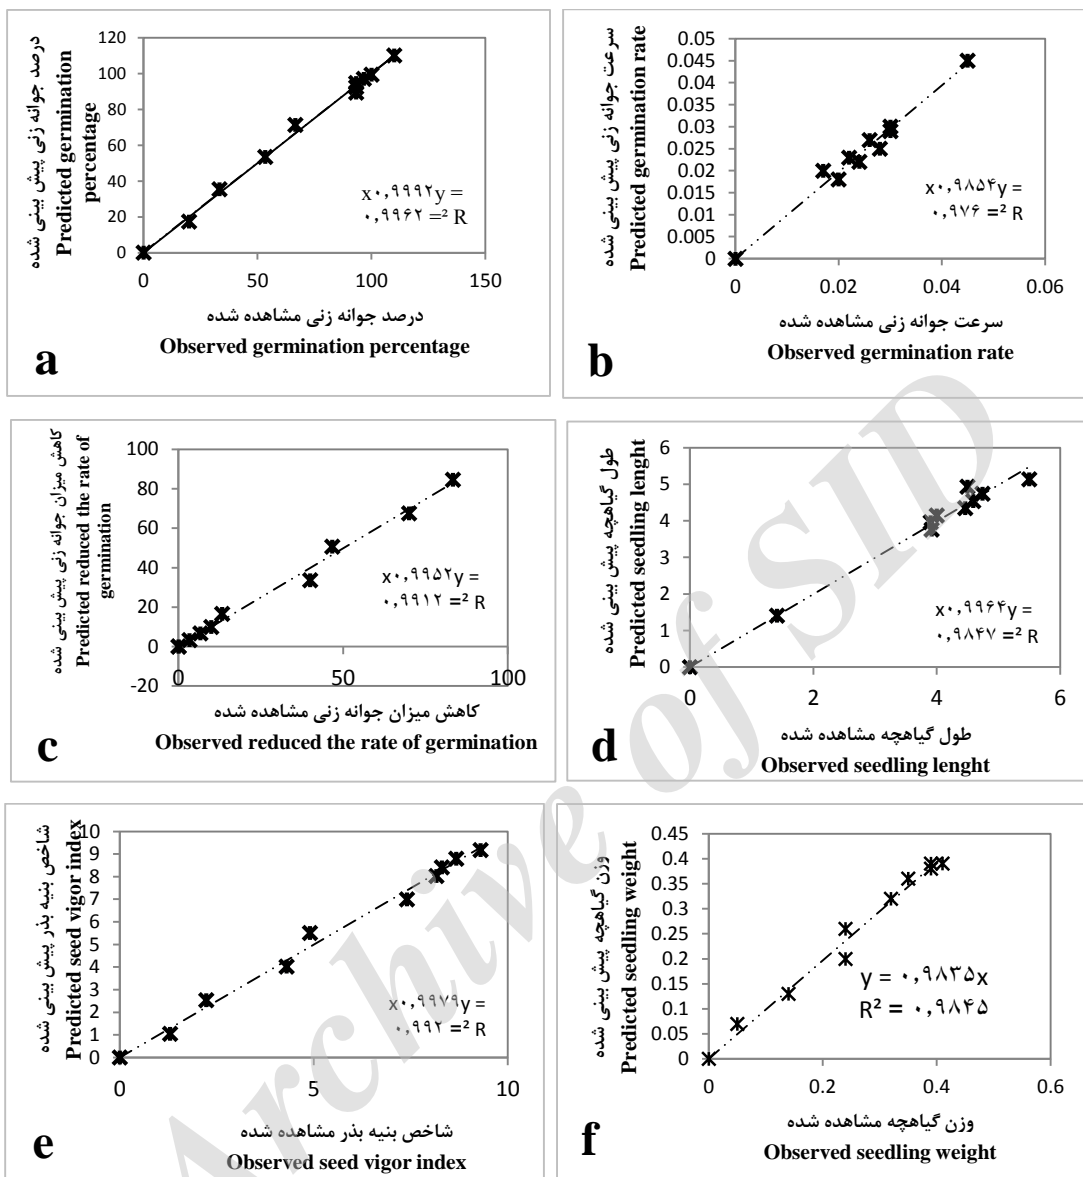 درصد جوانه زنی پیش بینی شده
Predicted germination
percentage
120
100
80
60
40
20
0
0
50
100
150
x۰,۹۹۹۲y =
۰,۹۹۶۲ =² R
درصد جوانه زنی مشاهده شده
Observed germination percentage
a
سرعت جوانه زنی پیش بینی شده
Predicted germination rate
0.05
0.045
0.04
0.035
0.03
0.025
0.02
0.015
0.01
0.005
0
0
0.02
0.04
0.06
x۰,۹۸۵۴y =
۰,۹۷۶ =² R
سرعت جوانه زنی مشاهده شده
Observed germination rate
b
کاهش میزان جوانه زنی پیش بینی شده
Predicted reduced the rate of
germination
100
80
60
40
20
0
-20
0
50
100
x۰,۹۹۵۲y =
۰,۹۹۱۲ =² R
کاهش میزان جوانه زنی مشاهده شده
Observed reduced the rate of germination
c
طول گیاهچه پیش بینی شده
Predicted seedling lenght
6
5
4
3
2
1
0
0
2
4
6
x۰,۹۹۶۴y =
۰,۹۸۴۷ =² R
طول گیاهچه مشاهده شده
Observed seedling lenght
d
شاخص بنیه بذر پیش بینی شده
Predicted seed vigor index
10
9
8
7
6
5
4
3
2
1
0
0
5
10
x۰,۹۹۷۹y =
۰,۹۹۲ =² R
شاخص بنیه بذر مشاهده شده
Observed seed vigor index
e
وزن گیاهچه پیش بینی شده
Predicted seedling weight
0.45
0.4
0.35
0.3
0.25
0.2
0.15
0.1
0.05
0
0
0.2
0.4
0.6
y = ۰,۹۸۳۵x
R² = ۰,۹۸۴۵
وزن گیاهچه مشاهده شده
Observed seedling weight
f
Archive of SID